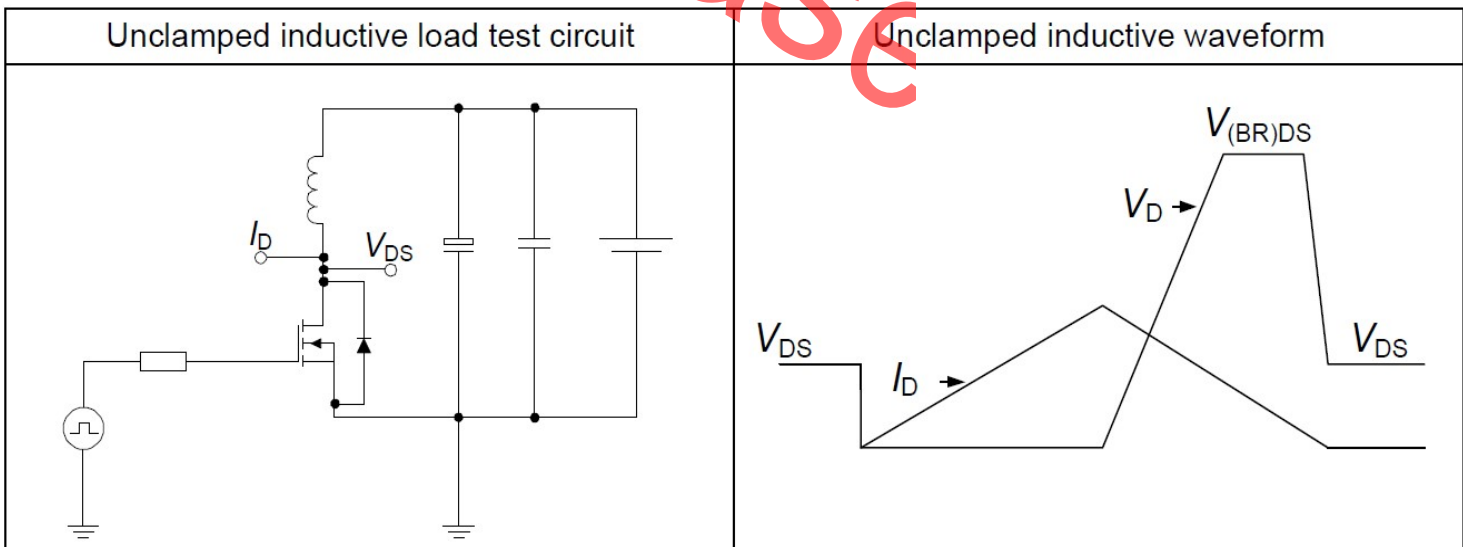 Unclamped inductive load test circuit
Unclamped inductive waveform
V(BR)DS
VD
ID
VDS
VDS
ID
VDS